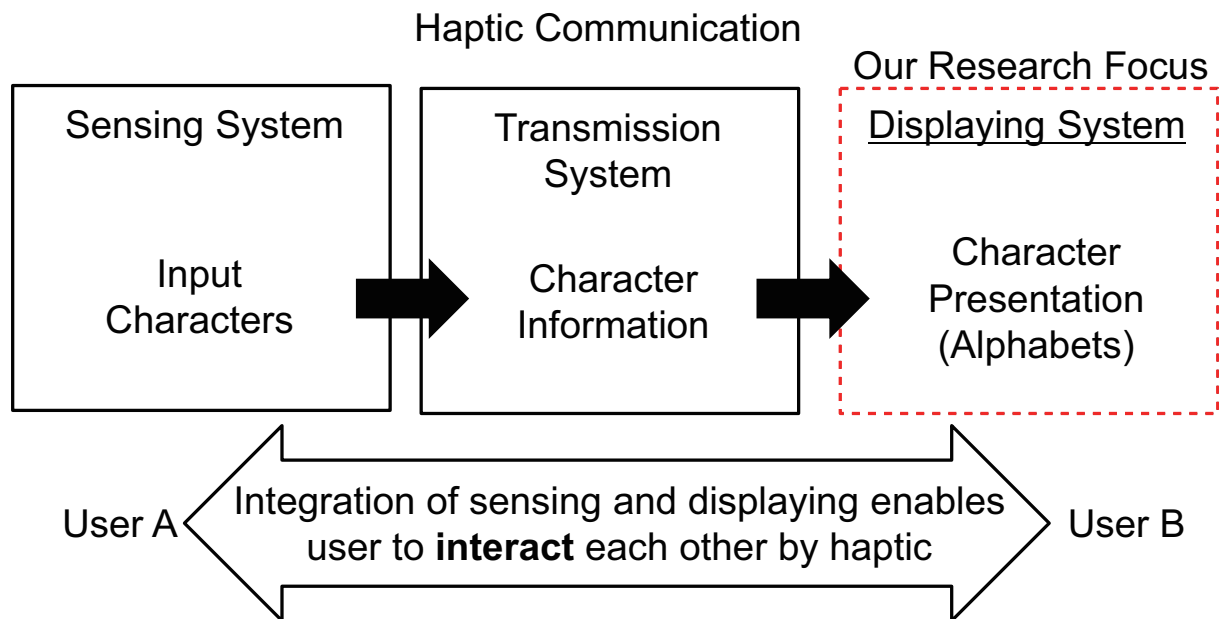 Haptic Communication
Our Research Focus
Sensing System
Input
Characters
Transmission
System
Character
Information
Displaying System
Character
Presentation
(Alphabets)
User A
Integration of sensing and displaying enables
user to interact each other by haptic
User B